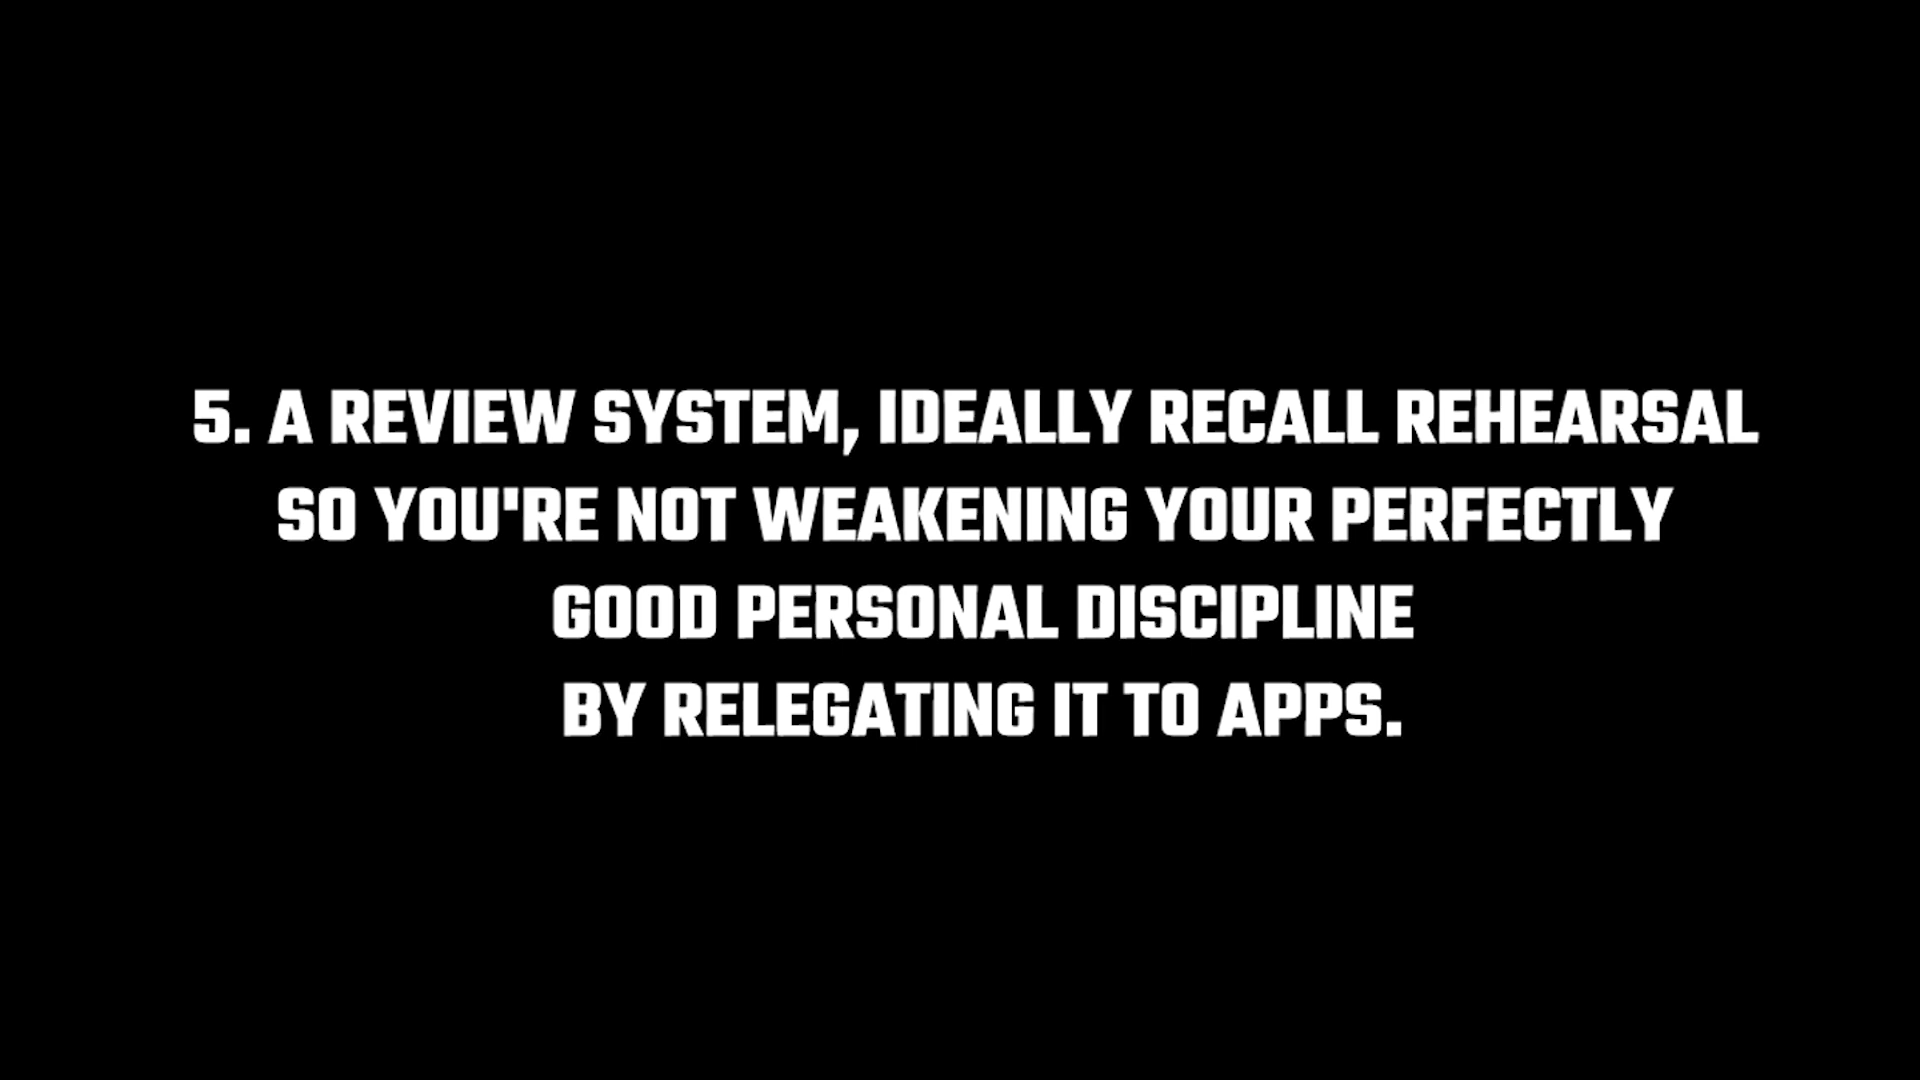 5. A REVIEW SYSTEM, IDEALLY RECALL REHEARSAL
SO YOU'RE NOT WEAKENING YOUR PERFECTLY
GOOD PERSONAL DISCIPLINE
BY RELEGATING IT TO APPS.